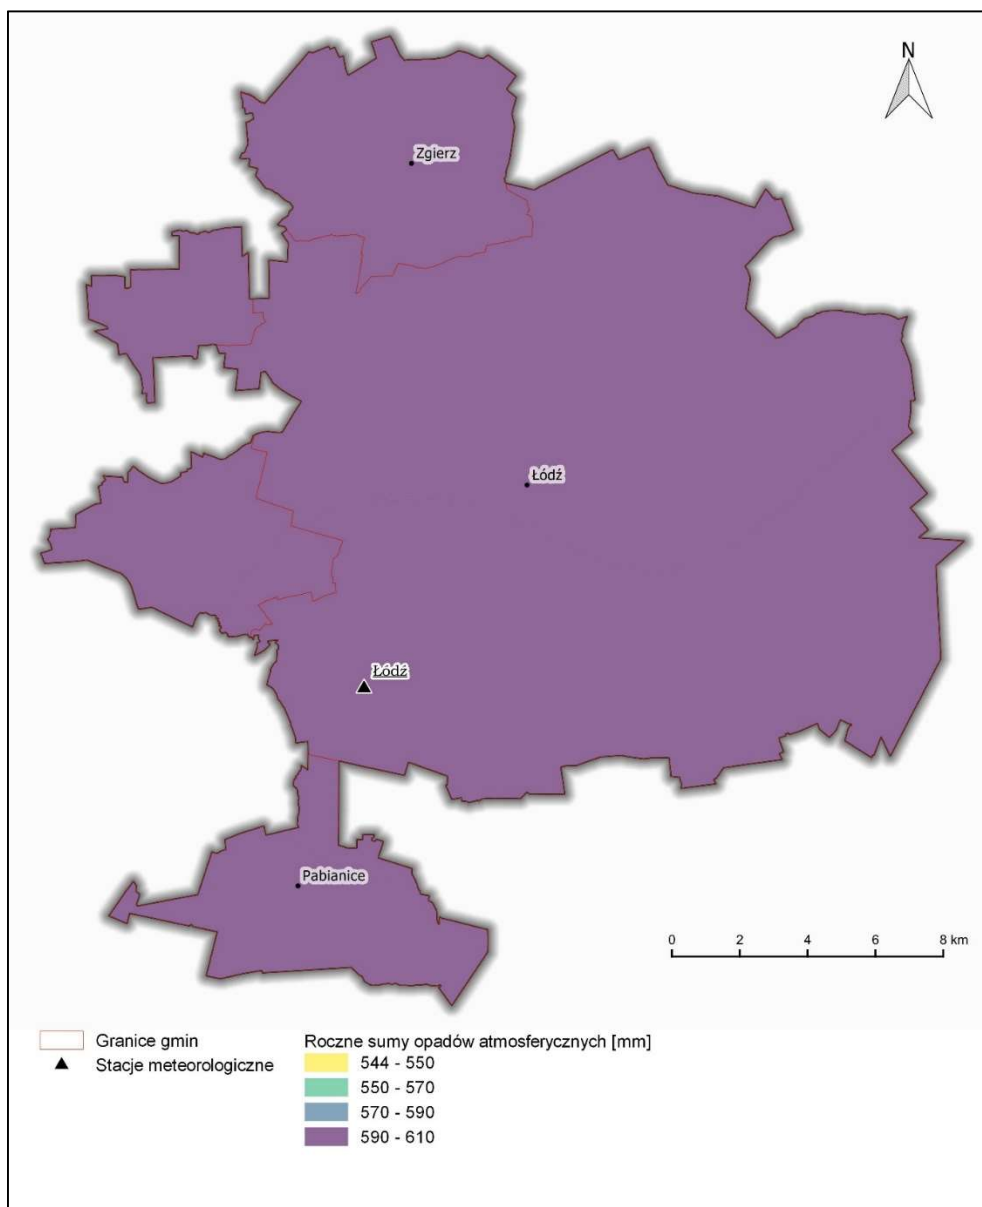 N
Zgierz
Łódź
Łódź
Pabianice
0 2 4 6 8 km
Granice gmin
Stacje meteorologiczne
Roczne sumy opadów atmosferycznych [mm]
544 - 550
550 - 570
570 - 590
590 - 610